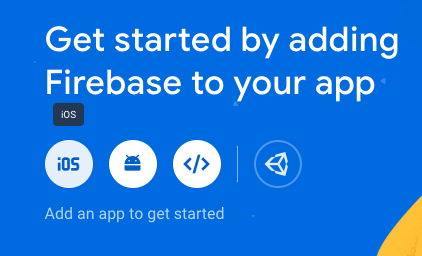 Get started by adding
Firebase to your app
iOS
iOS
Add an app to get started